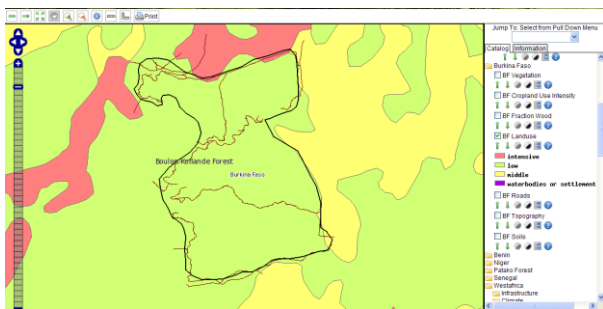 Print
Jump To: Select from Pull Down Menu
Catalog Information
Burkina Faso
BF Vegetation
BF Cropland Use Intensity
BF Fraction Wood
BF Landuse
intensive
low
middle
waterbodies or settlement
BF Roads
BF Topography
BF Soils
Benin
Niger
Patako Forest
Senegal
Westafrica
Infrastructure
Climate
Kollande Forest
Burkina Faso